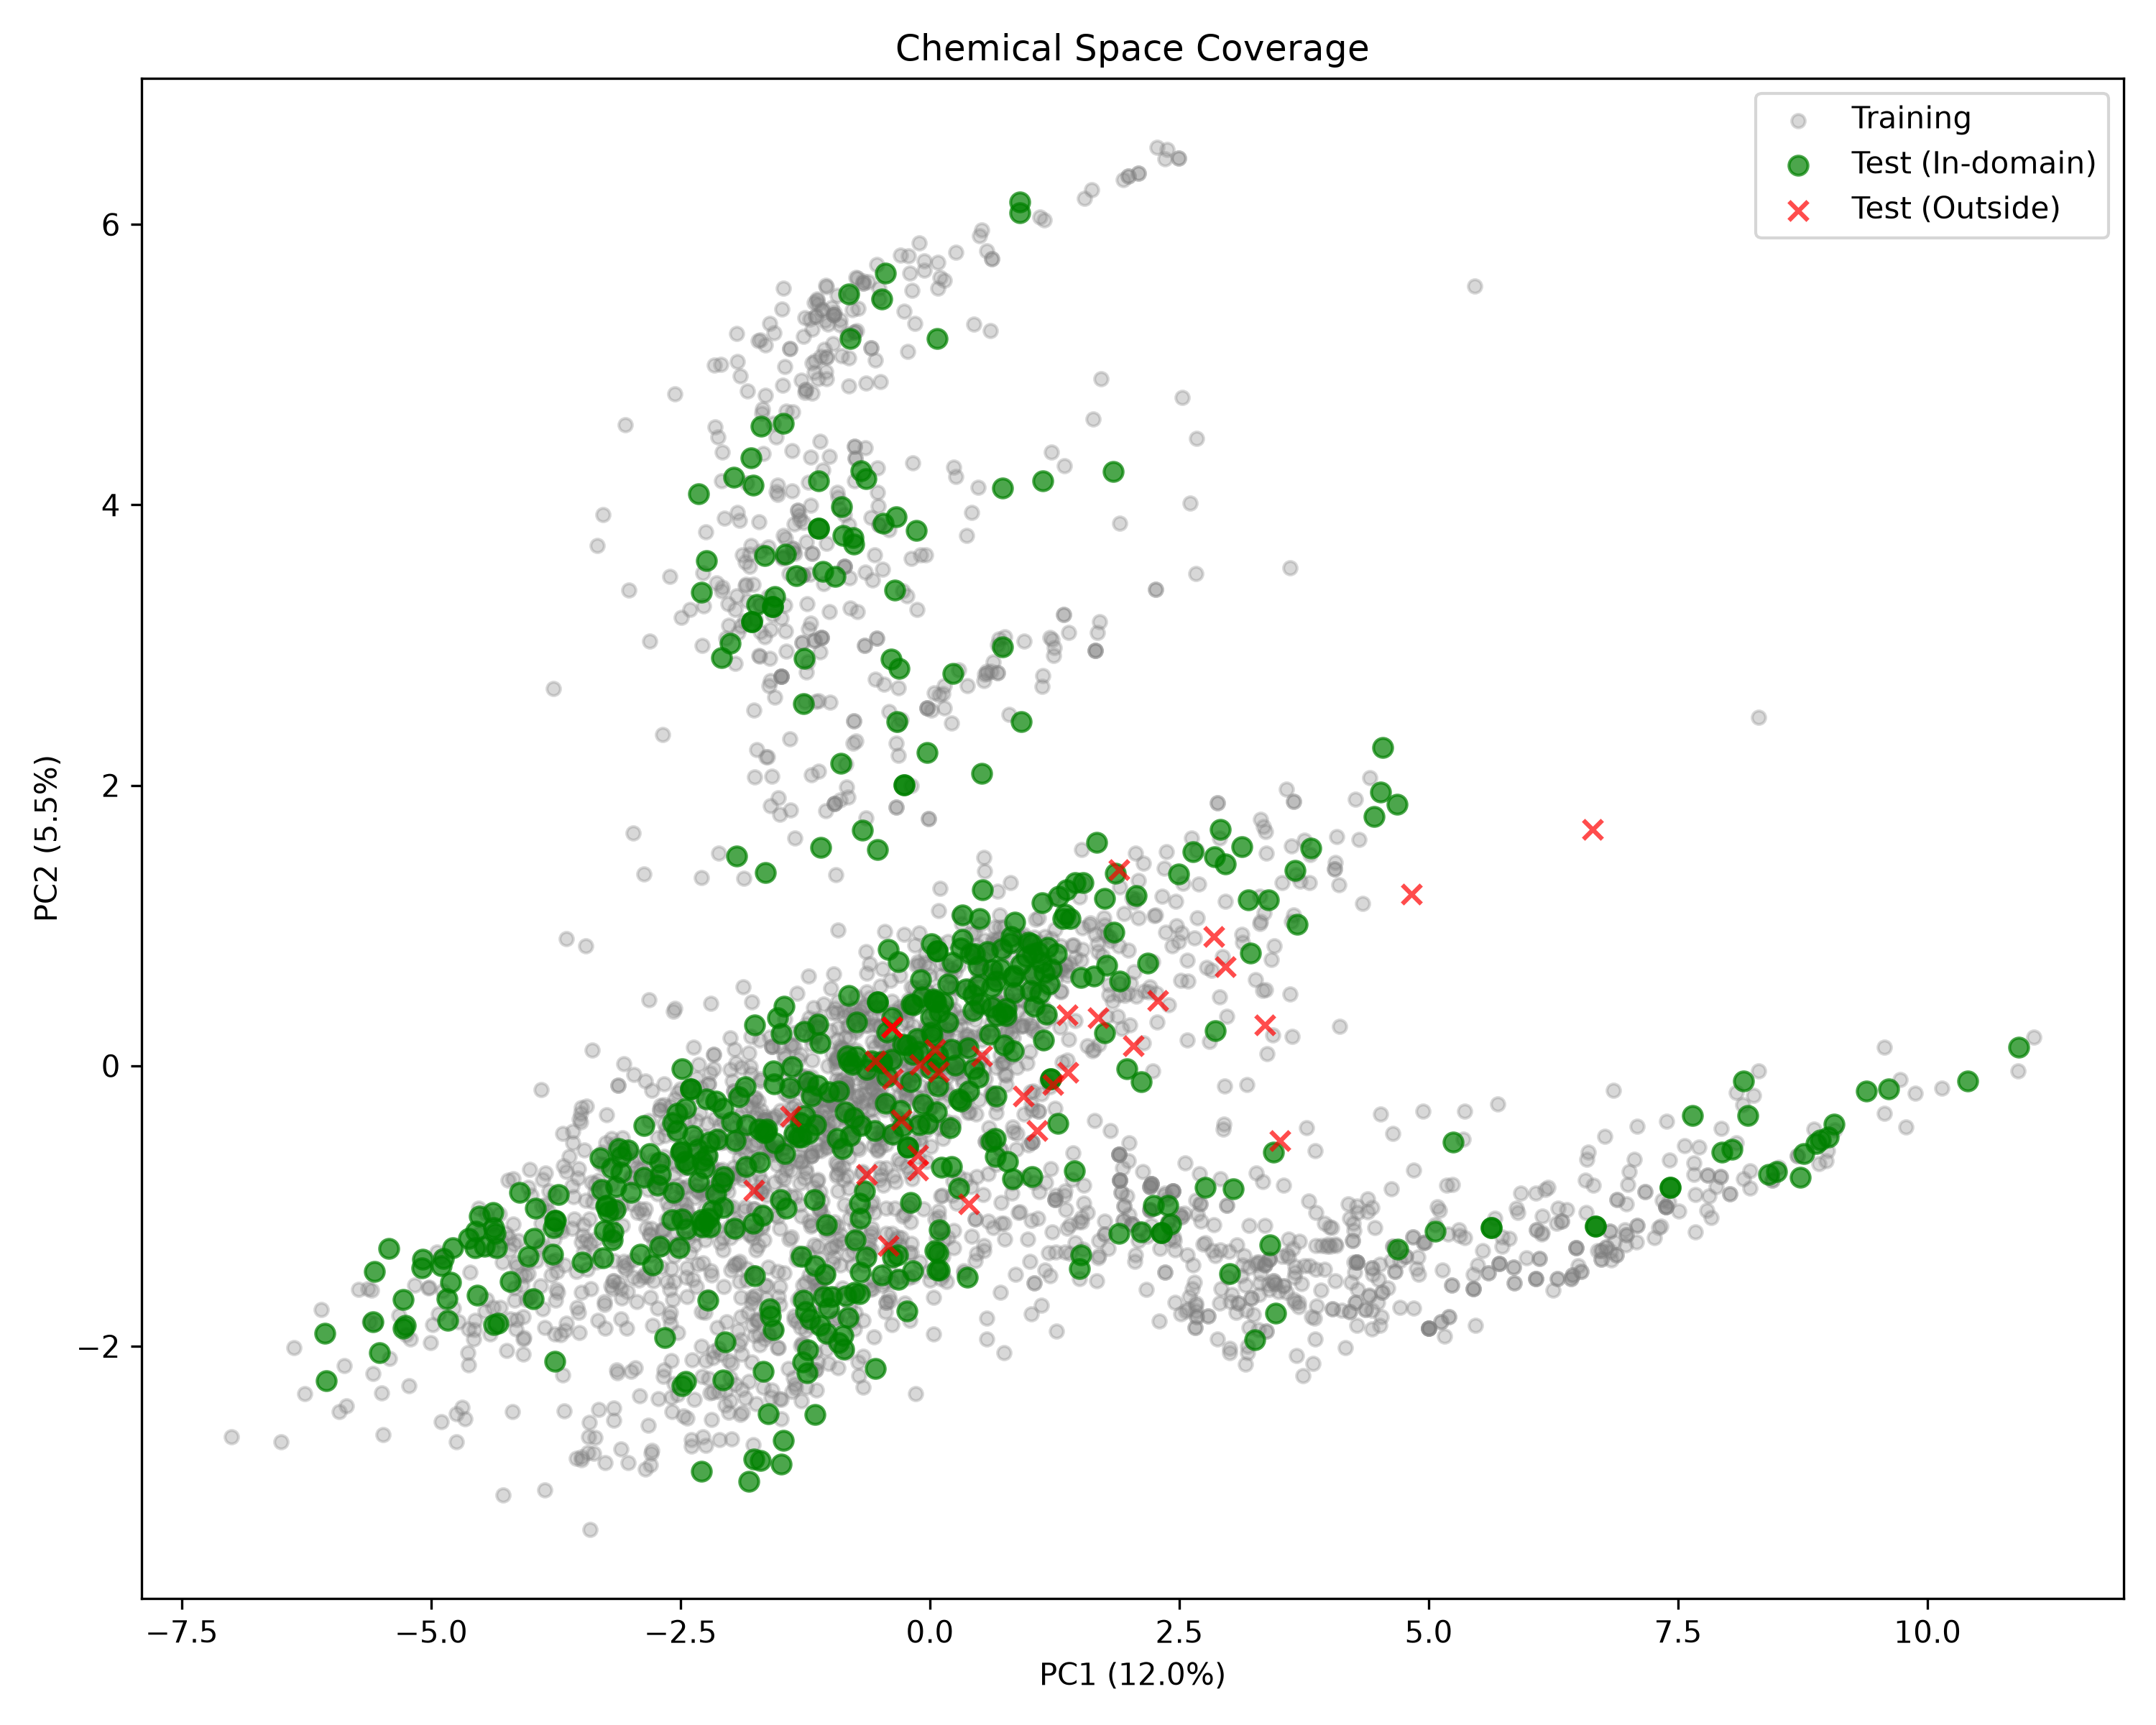 Chemical Space Coverage
Training
Test (In-domain)
Test (Outside)
PC2 (5.5%)
6
4
2
0
−2
−7.5 −5.0 −2.5 0.0 2.5 5.0 7.5 10.0
PC1 (12.0%)